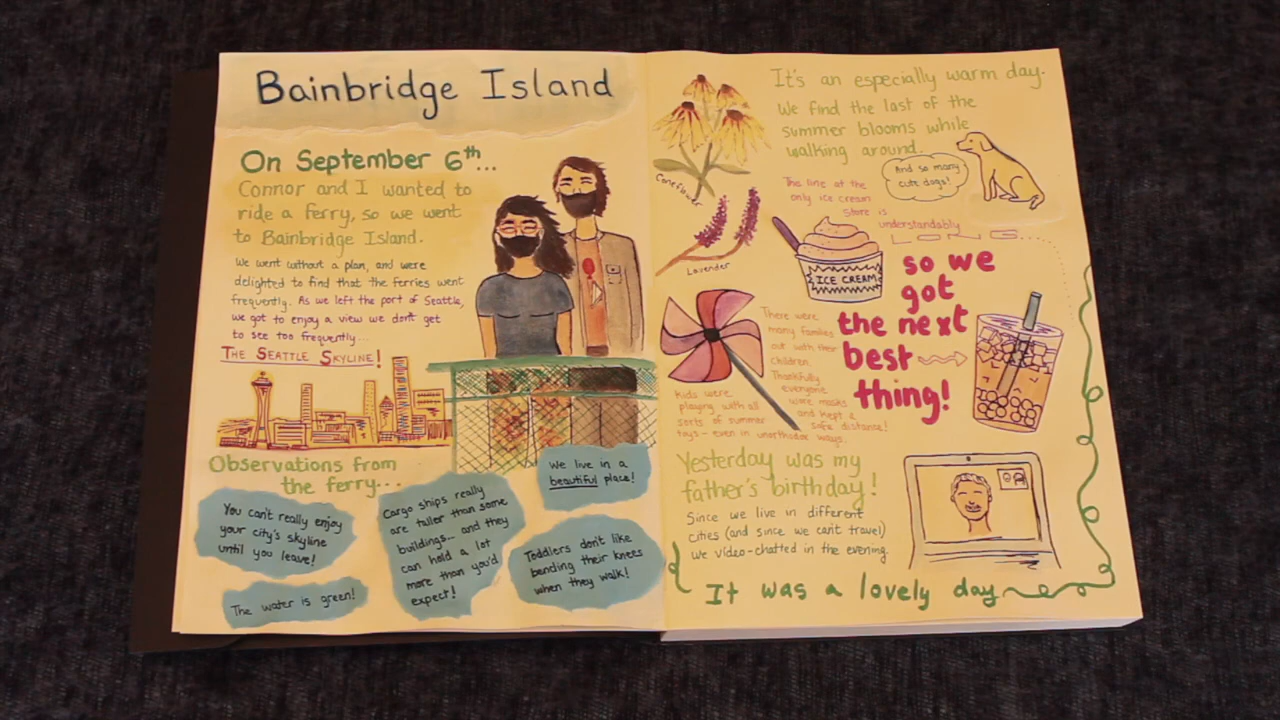 Bainbridge Island
On September 6th...
Connor and I wanted to
ride a ferry, so we went
to Bainbridge Island.
We went without a plan, and were
delighted to find that the ferries went
frequently. As we left the port of Seattle,
we got to enjoy a view we don't get
to see too frequently...
THE SEATTLE SKYLINE!
Observations from
the ferry...
You can't really enjoy
your city's skyline
until you leave!
The water is green!
Cargo ships really
are taller than some
buildings... and they
can hold a lot
more than you'd
expect!
We live in a
beautiful place!
Toddlers don't like
bending their knees
when they walk!
It's an especially warm day.
We find the last of the
summer blooms while
walking around.
Coneflower
Lavender
And so many
cute dogs!
The line at the
only ice cream
store is
understandably
LONG...
ICE CREAM
so we
got
the next
best
thing!
There were
many families
out with their
children.
Thankfully
everyone
wore masks
and kept a
safe distance!
Kids were
playing with all
sorts of summer
toys - even in unorthodox ways.
Yesterday was my
father's birthday!
Since we live in different
cities (and since we can't travel)
we video-chatted in the evening.
It was a lovely day